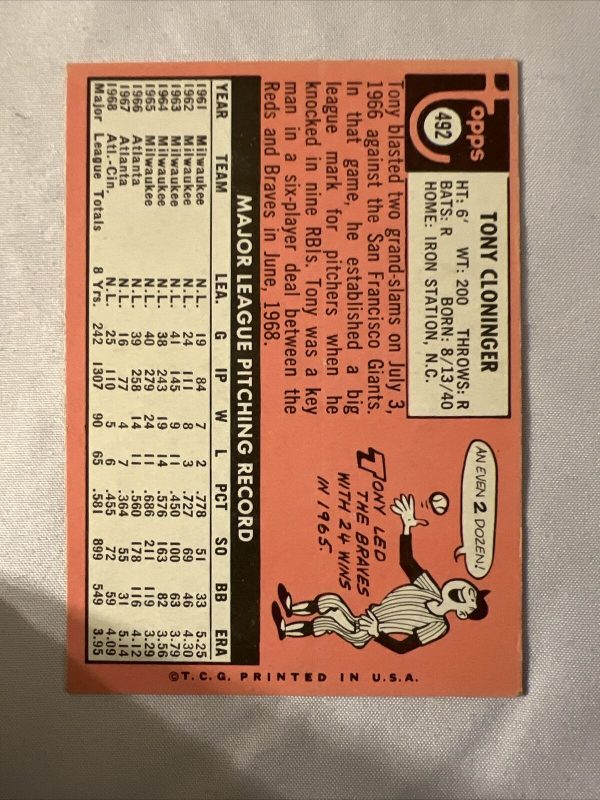 Topps
492
TONY CLONINGER
HT: 6' WT: 200 THROWS: R
BATS: R BORN: 8/13/40
HOME: IRON STATION, N.C.
Tony blasted two grand-slams on July 3,
1966 against the San Francisco Giants.
In that game, he established a big
league mark for pitchers when he
knocked in nine RBIs. Tony was a key
man in a six-player deal between the
Reds and Braves in June, 1968.
AN EVEN 2 DOZEN!
TONY LED
THE BRAVES
WITH 24 WINS
IN 1965.
MAJOR LEAGUE PITCHING RECORD
YEAR TEAM LEA. G IP W L PCT SO BB ERA
1961 Milwaukee N.L. 19 84 7 2 .778 51 33 5.25
1962 Milwaukee N.L. 24 111 8 3 .727 69 46 4.30
1963 Milwaukee N.L. 41 145 9 11 .450 100 63 3.79
1964 Milwaukee N.L. 38 243 19 14 .576 163 82 3.56
1965 Milwaukee N.L. 40 279 24 11 .686 211 119 3.29
1966 Atlanta N.L. 39 258 14 11 .560 178 116 4.12
1967 Atlanta N.L. 16 77 4 7 .364 55 31 5.14
1968 Atl.-Cin. N.L. 25 110 5 6 .455 72 59 4.09
Major League Totals 8 Yrs. 242 1307 90 65 .581 899 549 3.95
©T.C.G. PRINTED IN U.S.A.